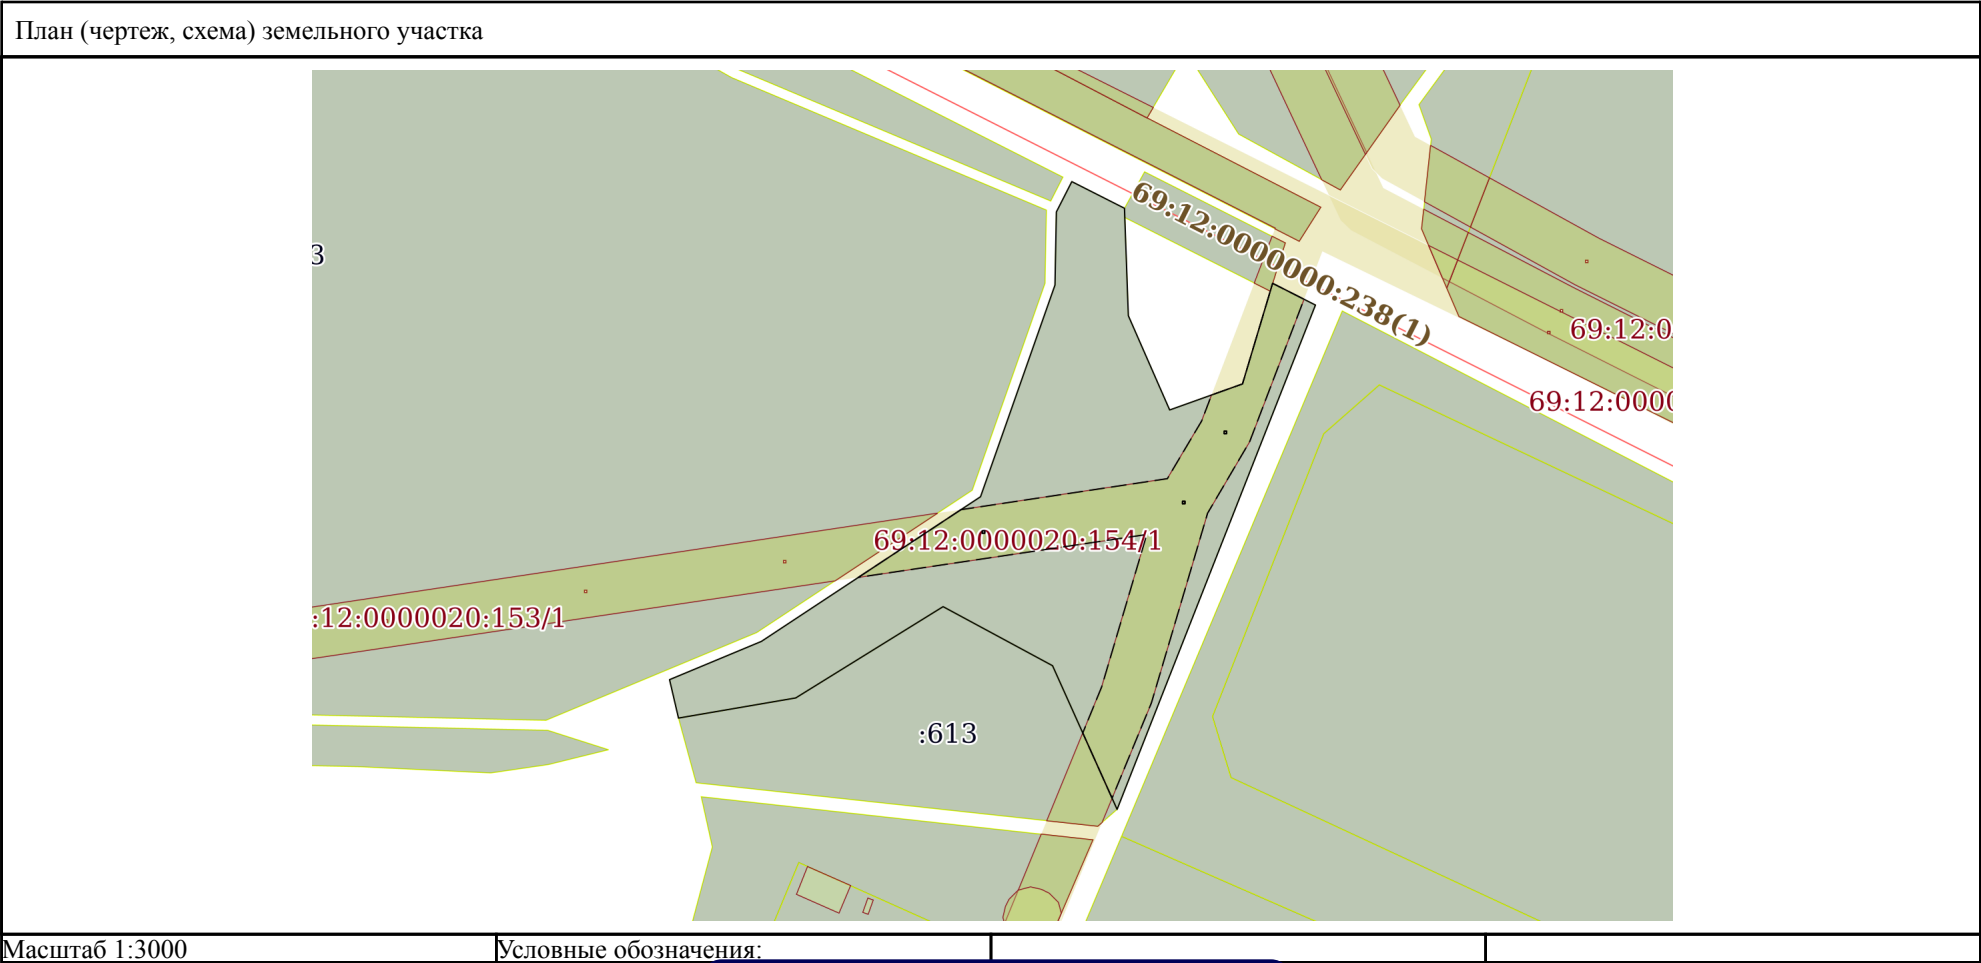 План (чертеж, схема) земельного участка
69:12:0000000:238(1)
3
69:12:0
69:12:0000
69:12:0000020:154/1
:12:0000020:153/1
:613
Масштаб 1:3000
Условные обозначения: